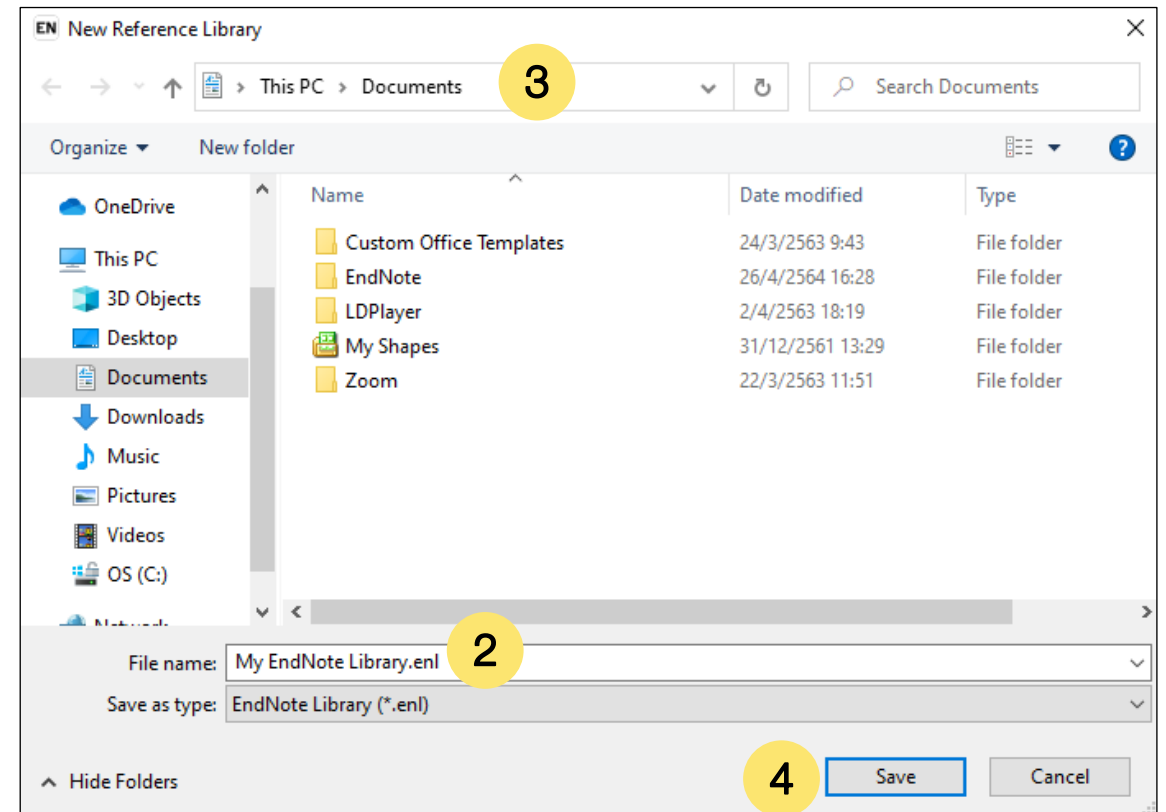 EN New Reference Library
3
This PC > Documents
Search Documents
Organize
New folder
?
Name Date modified Type
OneDrive
This PC
3D Objects
Desktop
Documents
Downloads
Music
Pictures
Videos
OS (C:)
Network
Custom Office Templates 24/3/2563 9:43 File folder
EndNote 26/4/2564 16:28 File folder
LDPlayer 2/4/2563 18:19 File folder
My Shapes 31/12/2561 13:29 File folder
Zoom 22/3/2563 11:51 File folder
2
File name: My EndNote Library.enl
Save as type: EndNote Library (*.enl)
Hide Folders
4
Save
Cancel